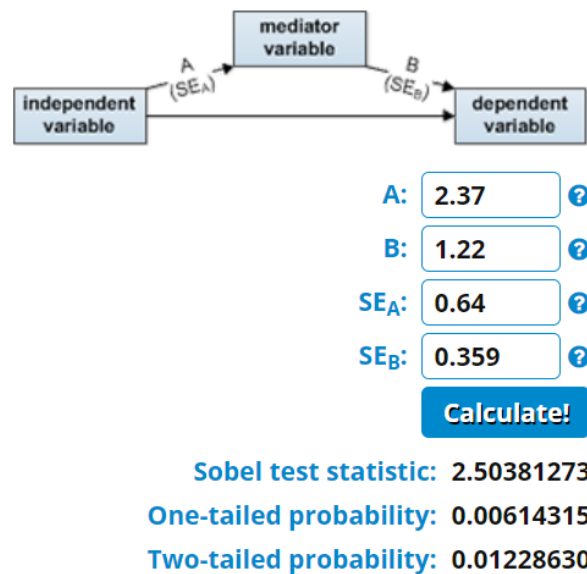 mediator
variable
A
(SEA)
B
(SEB)
independent
variable
dependent
variable
A: 2.37 ?
B: 1.22 ?
SEA: 0.64 ?
SEB: 0.359 ?
Calculate!
Sobel test statistic: 2.50381273
One-tailed probability: 0.00614315
Two-tailed probability: 0.01228630